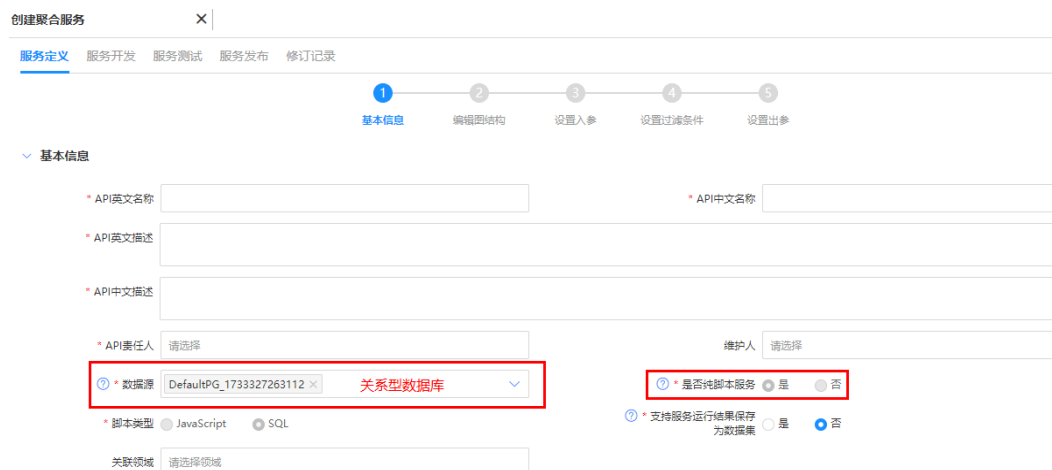 创建聚合服务
服务定义 服务开发 服务测试 服务发布 修订记录
1 2 3 4 5
基本信息 编辑图结构 设置入参 设置过滤条件 设置出参
基本信息
* API英文名称
* API中文名称
* API英文描述
* API中文描述
* API责任人 请选择
维护人 请选择
* 数据源 DefaultPG_1733327263112 × 关系型数据库
* 是否纯脚本服务 是 否
* 脚本类型 JavaScript SQL
* 支持服务运行结果保存
为数据集 是 否
关联领域 请选择领域